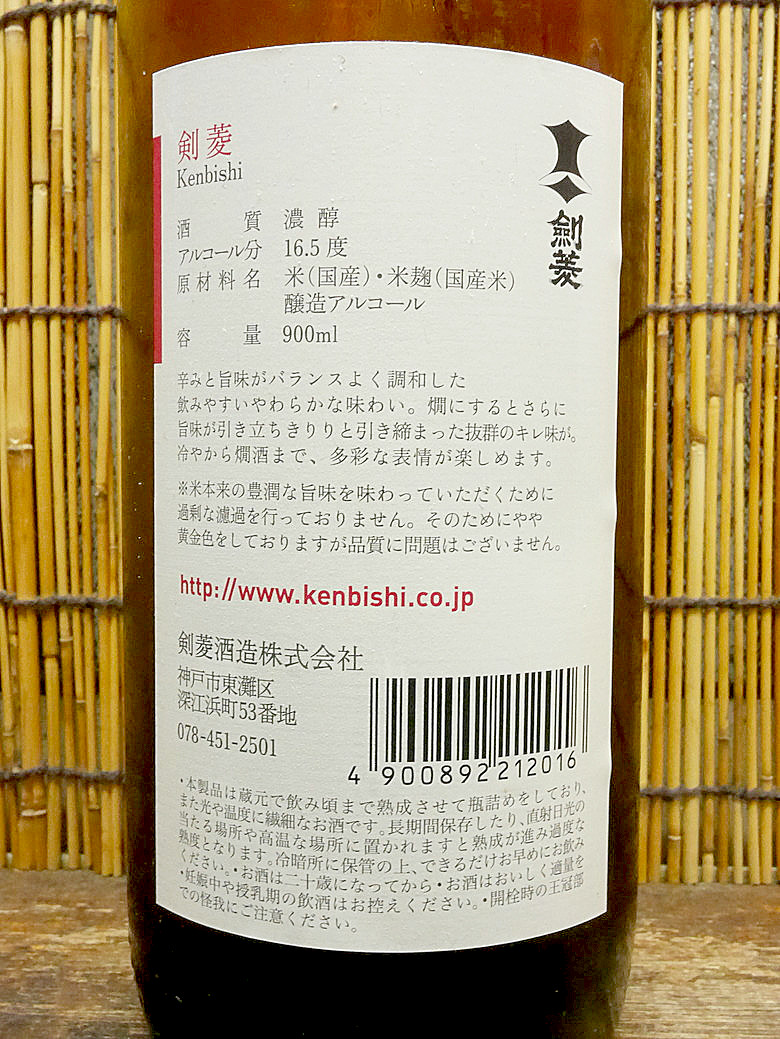 剣菱
Kenbishi
剣菱
酒質 濃醇
アルコール分 16.5度
原材料名 米(国産)・米麹(国産米)
醸造アルコール
容量 900ml
辛みと旨味がバランスよく調和した
飲みやすいやわらかな味わい。燗にするとさらに
旨味が引き立ちきりりと引き締まった抜群のキレ味が。
冷やから燗酒まで、多彩な表情が楽しめます。
※米本来の豊潤な旨味を味わっていただくために
過剰な濾過を行っておりません。そのためにやや
黄金色をしておりますが品質に問題はございません。
http://www.kenbishi.co.jp
剣菱酒造株式会社
神戸市東灘区
深江浜町53番地
078-451-2501
4 900892 212016
・本製品は蔵元で飲み頃まで熟成させて瓶詰めをしており、
また光や温度に繊細なお酒です。長期間保存したり、直射日光の
当たる場所や高温な場所に置かれますと熟成が進み過度な
熟度となります。冷暗所に保管の上、できるだけお早めにお飲み
ください。・お酒は二十歳になってから・お酒はおいしく適量を
・妊娠中や授乳期の飲酒はお控えください。・開栓時の王冠部
での怪我にご注意ください。